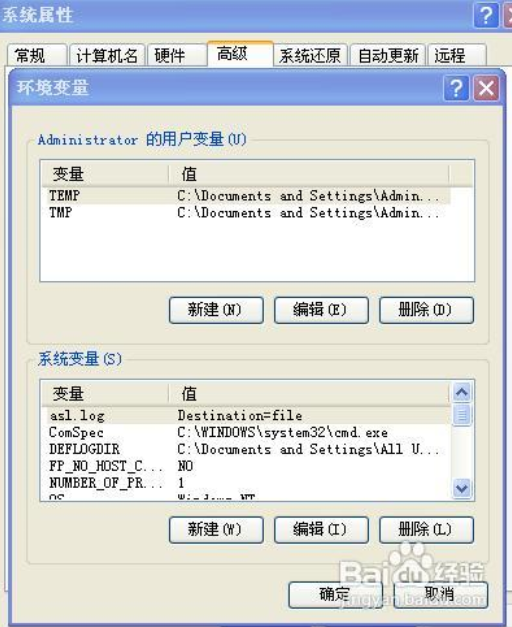 系统属性
常规 计算机名 硬件 高级 系统还原 自动更新 远程
环境变量
Administrator 的用户变量(U)
变量 值
TEMP C:\Documents and Settings\Admin...
TMP C:\Documents and Settings\Admin...
新建(N) 编辑(E) 删除(D)
系统变量(S)
变量 值
asl.log Destination=file
ComSpec C:\WINDOWS\system32\cmd.exe
DEFLOGDIR C:\Documents and Settings\All U...
FP_NO_HOST_C... NO
NUMBER_OF_PR... 1
OS Windows_NT
新建(W) 编辑(I) 删除(L)
确定 取消
Baidu经验
jingyan.baidu.com